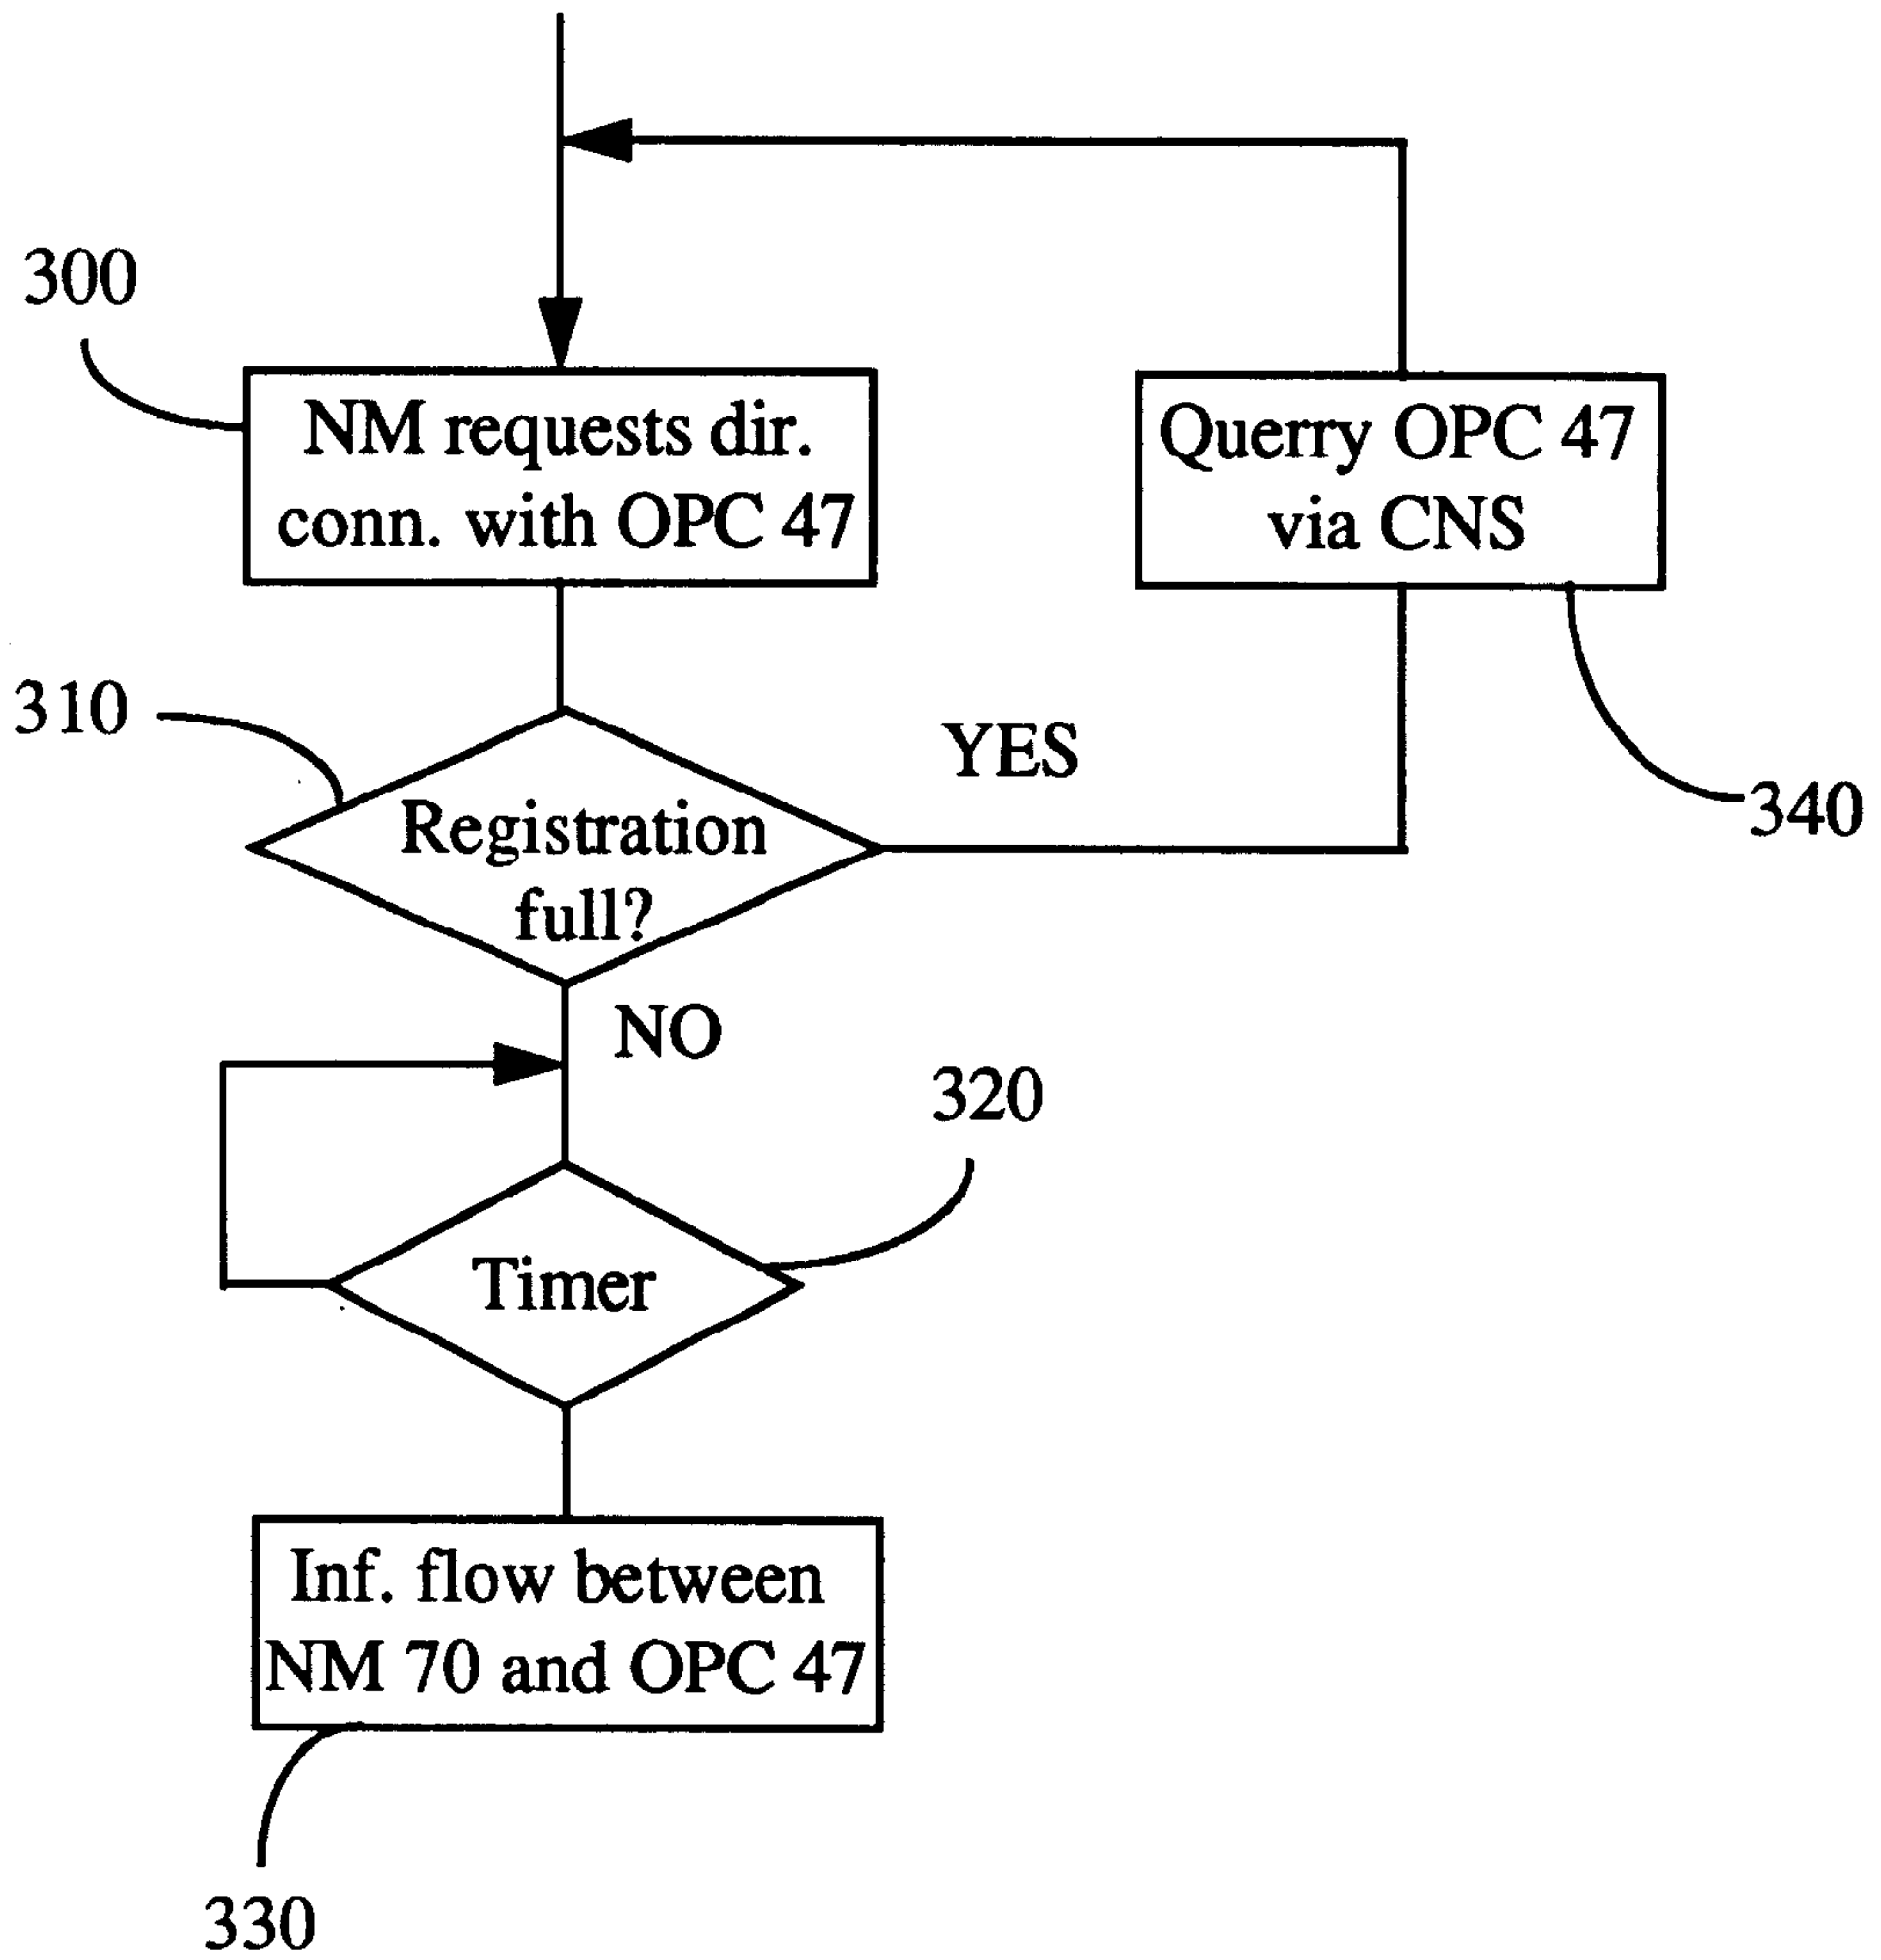 300
NM requests dir.
conn. with OPC 47
Querry OPC 47
via CNS
310
YES
340
Registration
full?
NO
320
Timer
Inf. flow between
NM 70 and OPC 47
330